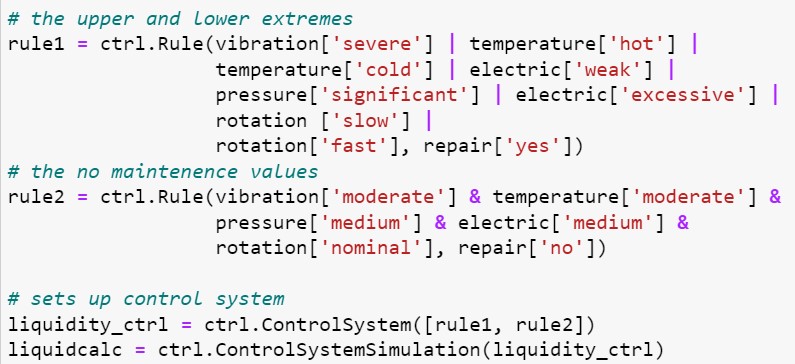 # the upper and lower extremes
rule1 = ctrl.Rule(vibration['severe'] | temperature['hot'] |
temperature['cold'] | electric['weak'] |
pressure['significant'] | electric['excessive'] |
rotation ['slow'] |
rotation['fast'], repair['yes'])
# the no maintenence values
rule2 = ctrl.Rule(vibration['moderate'] & temperature['moderate'] &
pressure['medium'] & electric['medium'] &
rotation['nominal'], repair['no'])
# sets up control system
liquidity_ctrl = ctrl.ControlSystem([rule1, rule2])
liquidcalc = ctrl.ControlSystemSimulation(liquidity_ctrl)